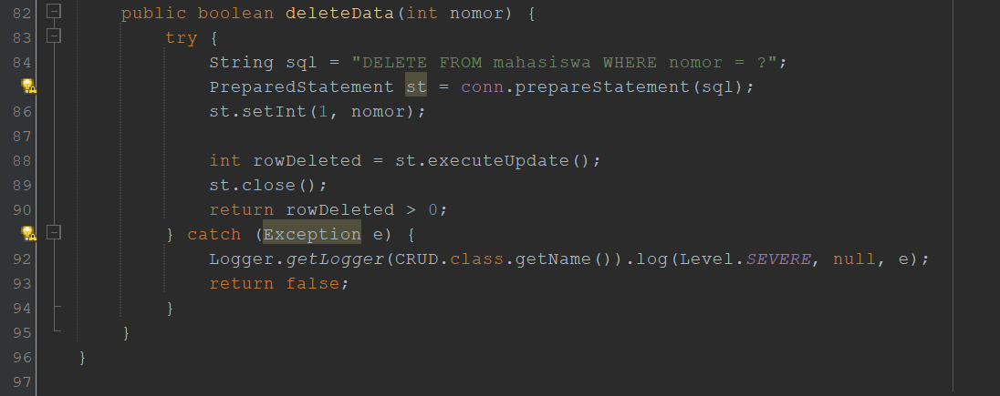 82 public boolean deleteData(int nomor) {
83 try {
84 String sql = "DELETE FROM mahasiswa WHERE nomor = ?";
PreparedStatement st = conn.prepareStatement(sql);
86 st.setInt(1, nomor);
87
88 int rowDeleted = st.executeUpdate();
89 st.close();
90 return rowDeleted > 0;
} catch (Exception e) {
92 Logger.getLogger(CRUD.class.getName()).log(Level.SEVERE, null, e);
93 return false;
94 }
95 }
96 }
97